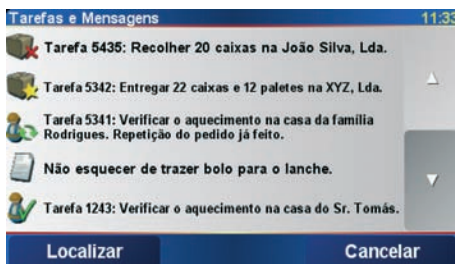 Tarefas e Mensagens 11:33
Tarefa 5435: Recolher 20 caixas na João Silva, Lda.
Tarefa 5342: Entregar 22 caixas e 12 paletes na XYZ, Lda.
Tarefa 5341: Verificar o aquecimento na casa da família
Rodrigues. Repetição do pedido já feito.
Não esquecer de trazer bolo para o lanche.
Tarefa 1243: Verificar o aquecimento na casa do Sr. Tomás.
Localizar Cancelar